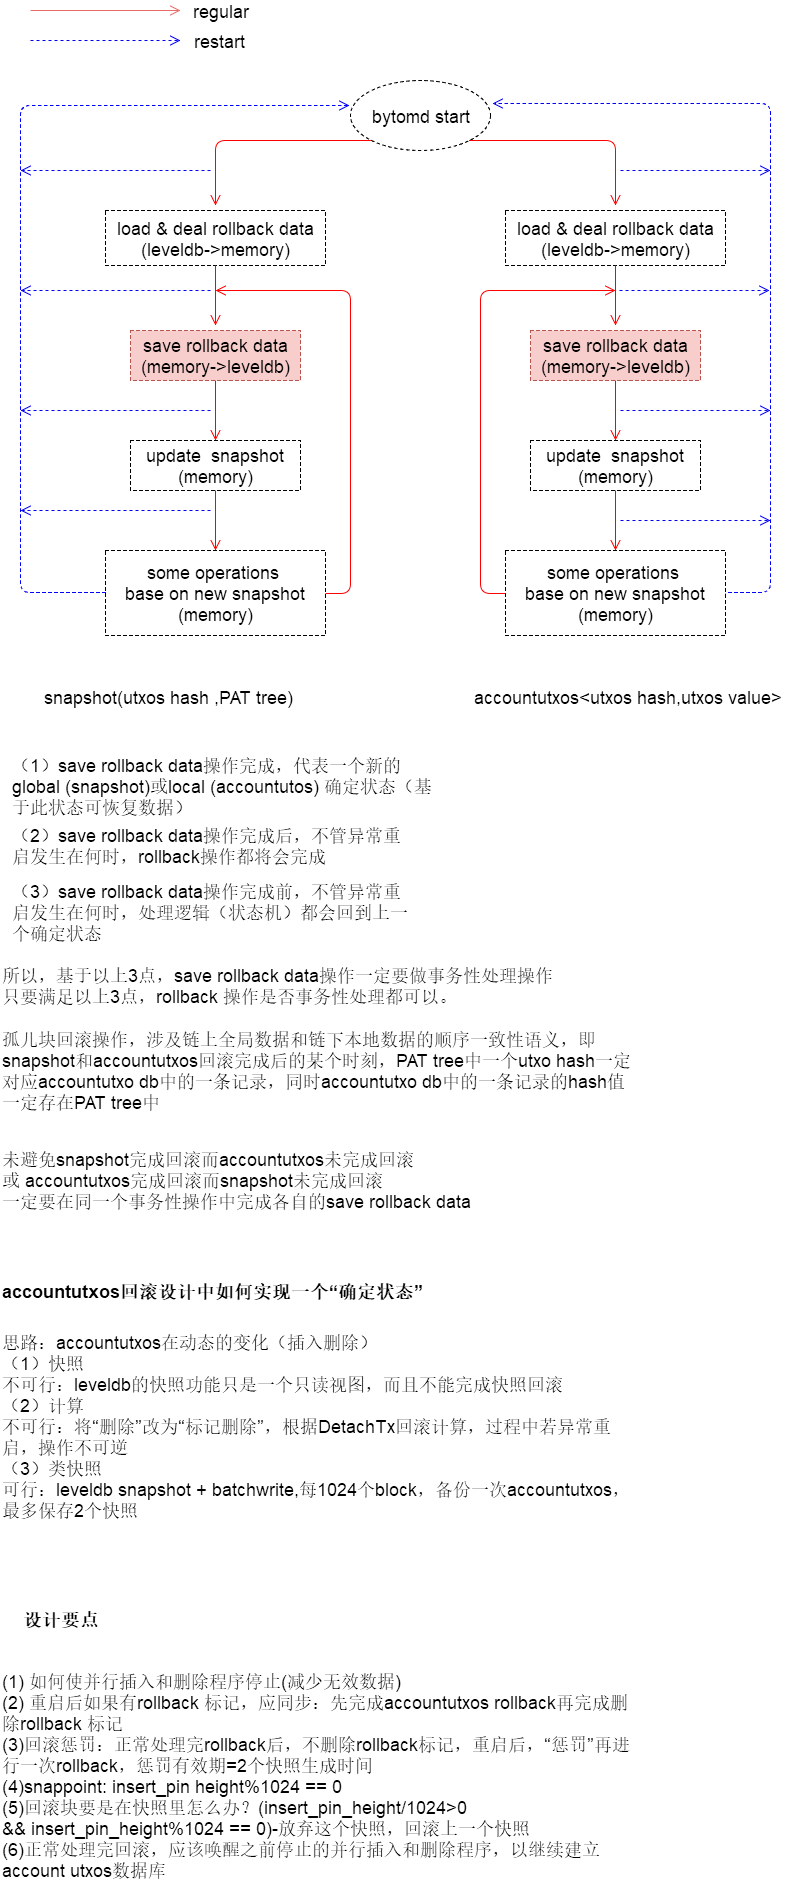 regular
restart
bytomd start
load & deal rollback data
(leveldb->memory)
save rollback data
(memory->leveldb)
update  snapshot
(memory)
some operations
base on new snapshot
(memory)
load & deal rollback data
(leveldb->memory)
save rollback data
(memory->leveldb)
update  snapshot
(memory)
some operations
base on new snapshot
(memory)
snapshot(utxos hash ,PAT tree)
accountutxos<utxos hash,utxos value>
（1）save rollback data操作完成，代表一个新的
global (snapshot)或local (accountutos) 确定状态（基
于此状态可恢复数据）
（2）save rollback data操作完成后，不管异常重
启发生在何时，rollback操作都将会完成
（3）save rollback data操作完成前，不管异常重
启发生在何时，处理逻辑（状态机）都会回到上一
个确定状态
所以，基于以上3点，save rollback data操作一定要做事务性处理操作
只要满足以上3点，rollback 操作是否事务性处理都可以。
孤儿块回滚操作，涉及链上全局数据和链下本地数据的顺序一致性语义，即
snapshot和accountutxos回滚完成后的某个时刻，PAT tree中一个utxo hash一定
对应accountutxo db中的一条记录，同时accountutxo db中的一条记录的hash值
一定存在PAT tree中
未避免snapshot完成回滚而accountutxos未完成回滚
或 accountutxos完成回滚而snapshot未完成回滚
一定要在同一个事务性操作中完成各自的save rollback data
accountutxos回滚设计中如何实现一个“确定状态”
思路：accountutxos在动态的变化（插入删除）
（1）快照
不可行：leveldb的快照功能只是一个只读视图，而且不能完成快照回滚
（2）计算
不可行：将“删除”改为“标记删除”，根据DetachTx回滚计算，过程中若异常重
启，操作不可逆
（3）类快照
可行：leveldb snapshot + batchwrite,每1024个block，备份一次accountutxos，
最多保存2个快照
设计要点
(1) 如何使并行插入和删除程序停止(减少无效数据)
(2) 重启后如果有rollback 标记，应同步：先完成accountutxos rollback再完成删
除rollback 标记
(3)回滚惩罚：正常处理完rollback后，不删除rollback标记，重启后，“惩罚”再进
行一次rollback，惩罚有效期=2个快照生成时间
(4)snappoint: insert_pin height%1024 == 0
(5)回滚块要是在快照里怎么办？(insert_pin_height/1024>0
&& insert_pin_height%1024 == 0)-放弃这个快照，回滚上一个快照
(6)正常处理完回滚，应该唤醒之前停止的并行插入和删除程序，以继续建立
account utxos数据库